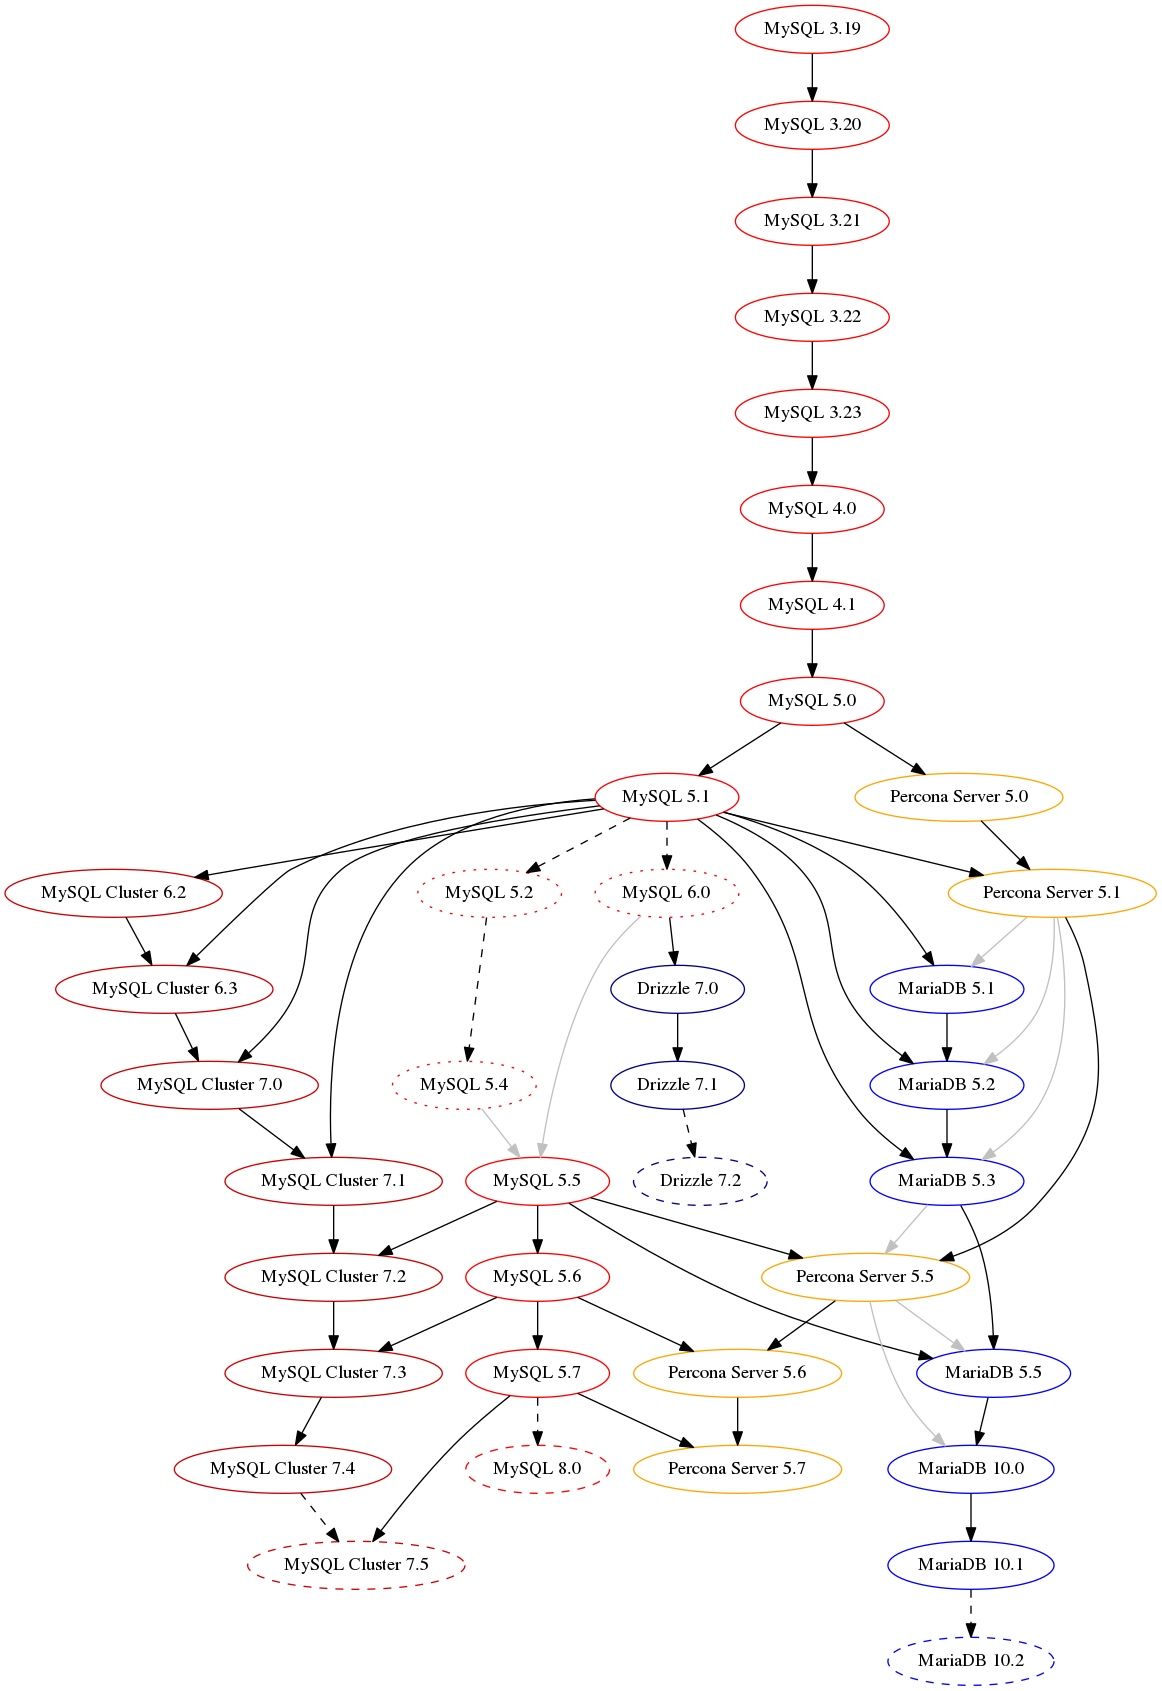 MySQL 3.19
MySQL 3.20
MySQL 3.21
MySQL 3.22
MySQL 3.23
MySQL 4.0
MySQL 4.1
MySQL 5.0
MySQL 5.1
Percona Server 5.0
MySQL Cluster 6.2
MySQL 5.2
MySQL 6.0
Percona Server 5.1
MySQL Cluster 6.3
Drizzle 7.0
MariaDB 5.1
MySQL Cluster 7.0
MySQL 5.4
Drizzle 7.1
MariaDB 5.2
MySQL Cluster 7.1
MySQL 5.5
Drizzle 7.2
MariaDB 5.3
MySQL Cluster 7.2
MySQL 5.6
Percona Server 5.5
MySQL Cluster 7.3
MySQL 5.7
Percona Server 5.6
MariaDB 5.5
MySQL Cluster 7.4
MySQL 8.0
Percona Server 5.7
MariaDB 10.0
MySQL Cluster 7.5
MariaDB 10.1
MariaDB 10.2